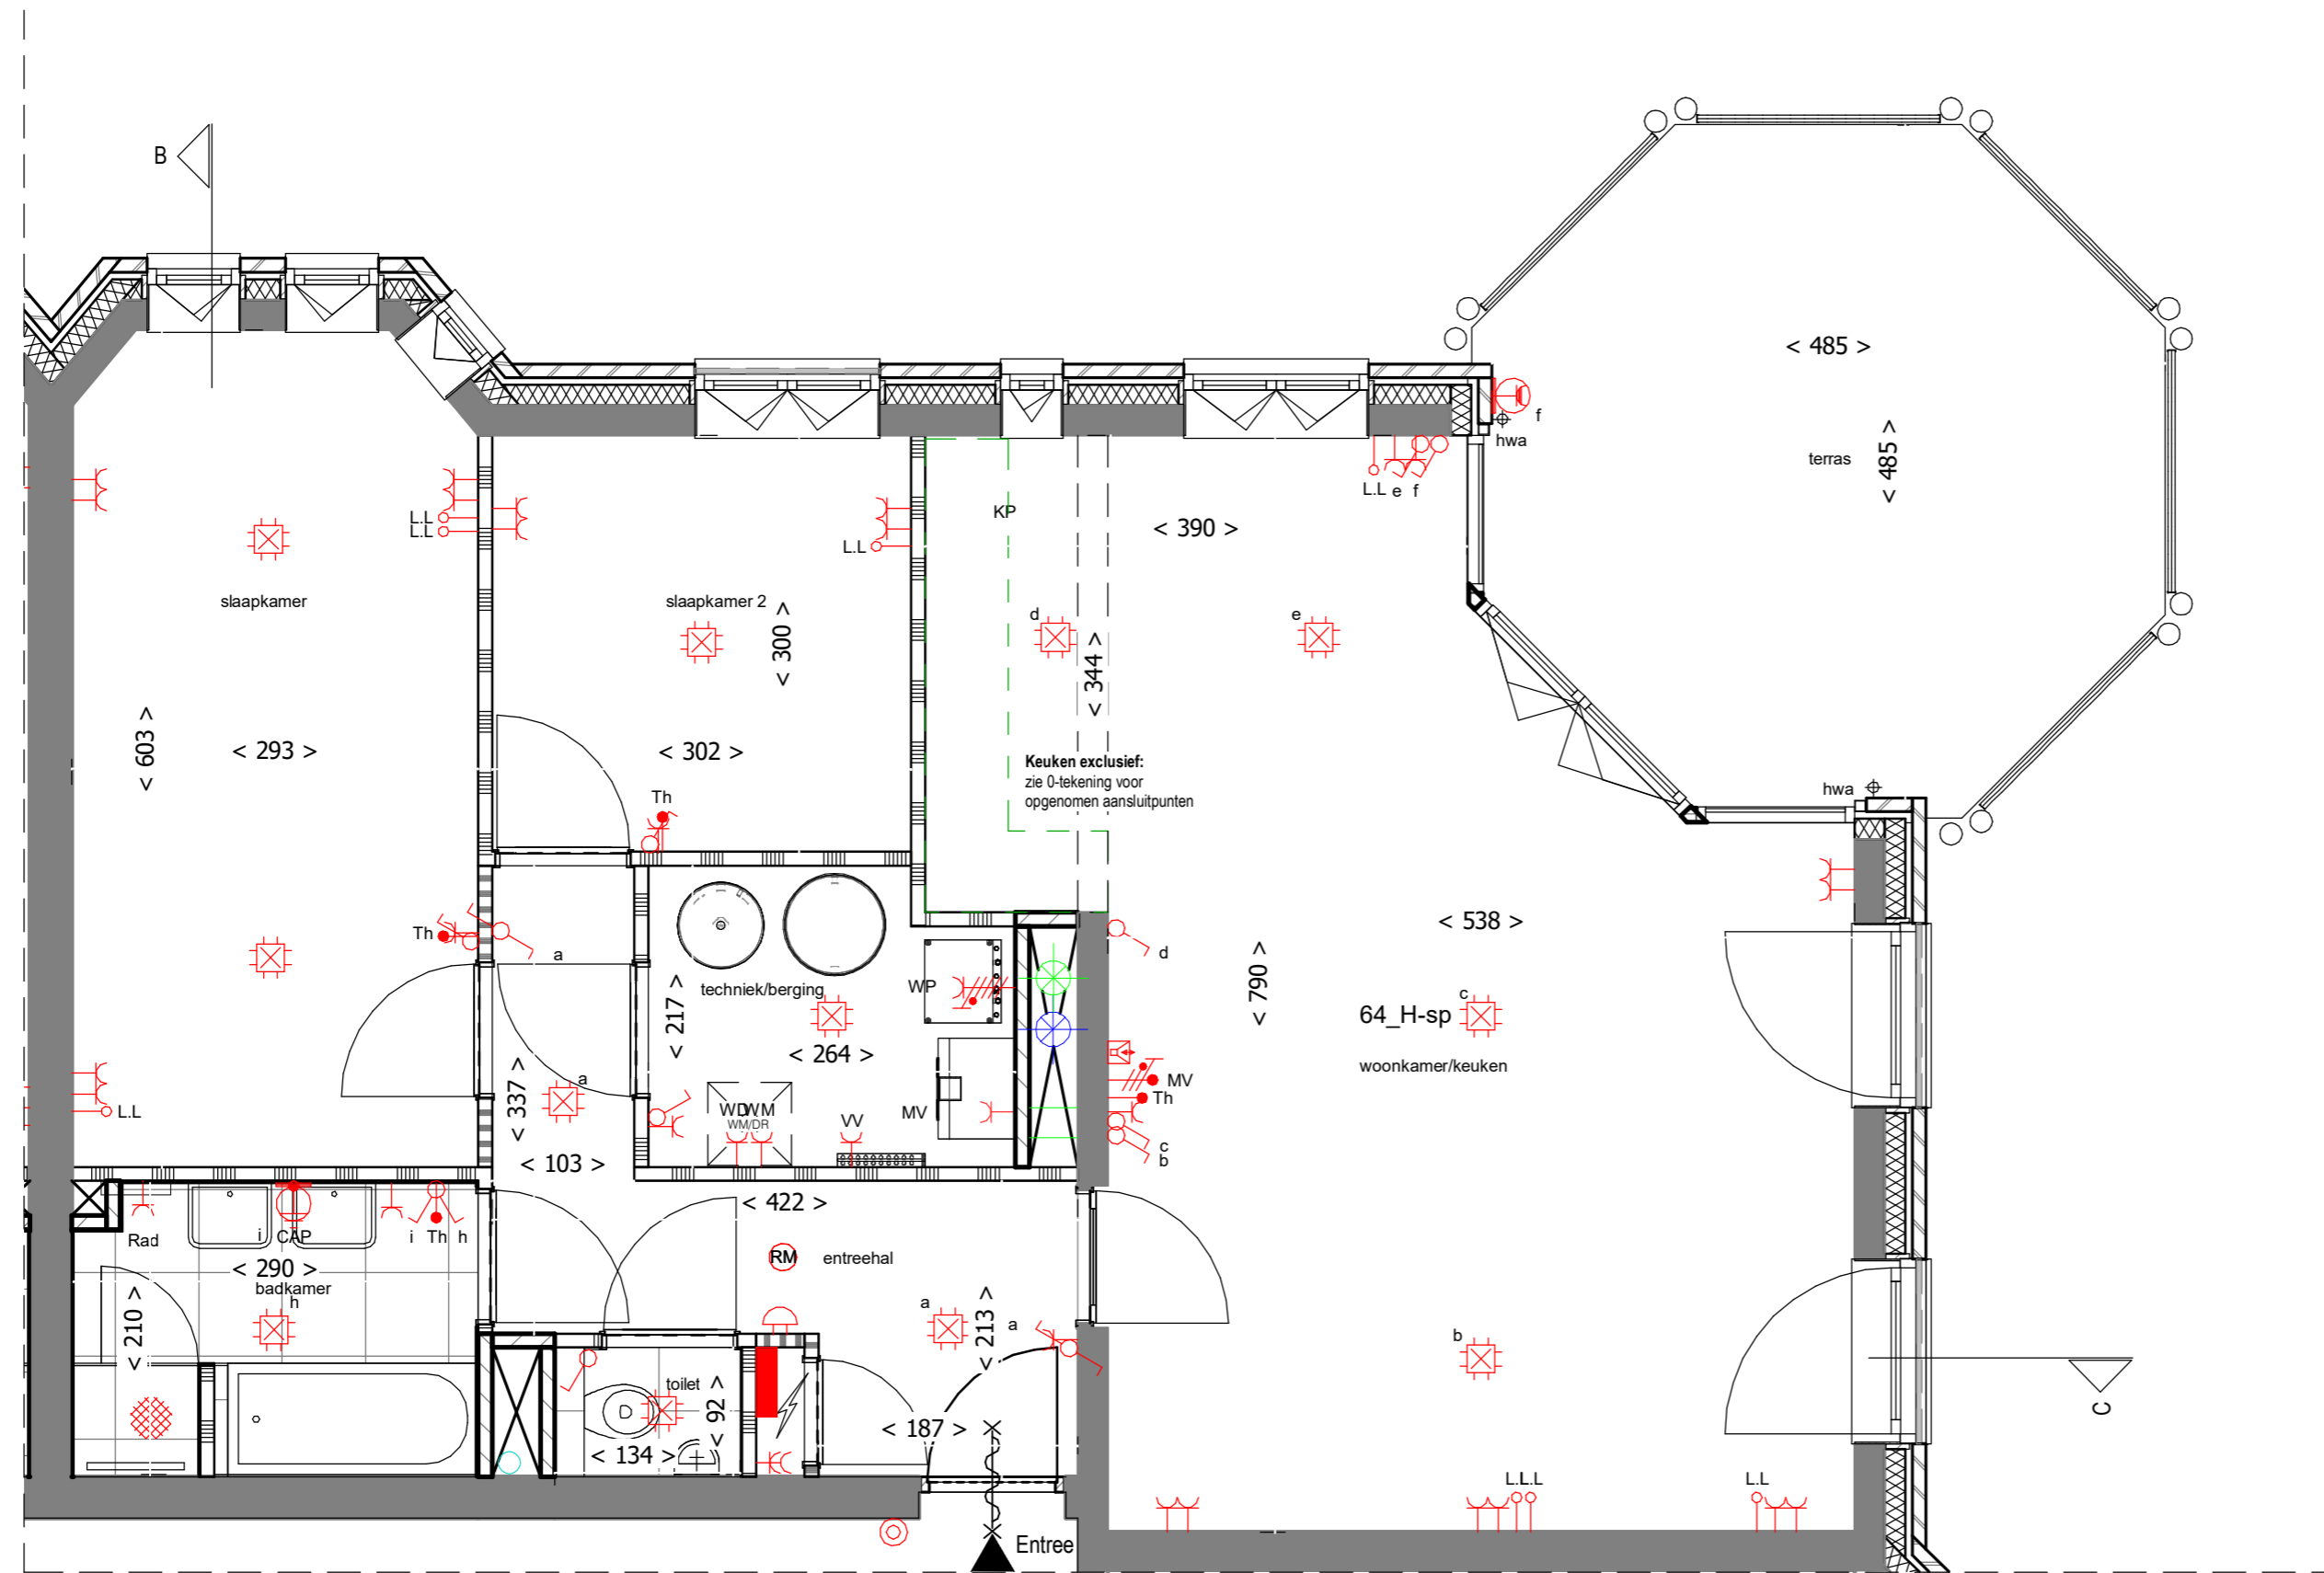 B
< 485 >
f
hwa
terras
< 485 >
L.L e f
KP
< 390 >
L.L
L.L
L.L
slaapkamer
slaapkamer 2
< 300 >
d
e
< 344 >
< 603 >
< 293 >
< 302 >
Keuken exclusief:
zie 0-tekening voor
opgenomen aansluitpunten
hwa
Th
Th
a
< 538 >
d
techniek/berging
WP
< 217 >
< 790 >
c
64_H-sp
< 264 >
woonkamer/keuken
a
MV
Th
L.L
< 337 >
WD
WM
WM/DR
VV
MV
c
b
< 103 >
< 422 >
Rad
i CAP
i Th h
RM
entreehal
< 290 >
badkamer
h
< 210 >
a
< 213 >
a
b
toilet
< 92 >
< 134 >
< 187 >
C
L.L
L.L
L.L
Entree